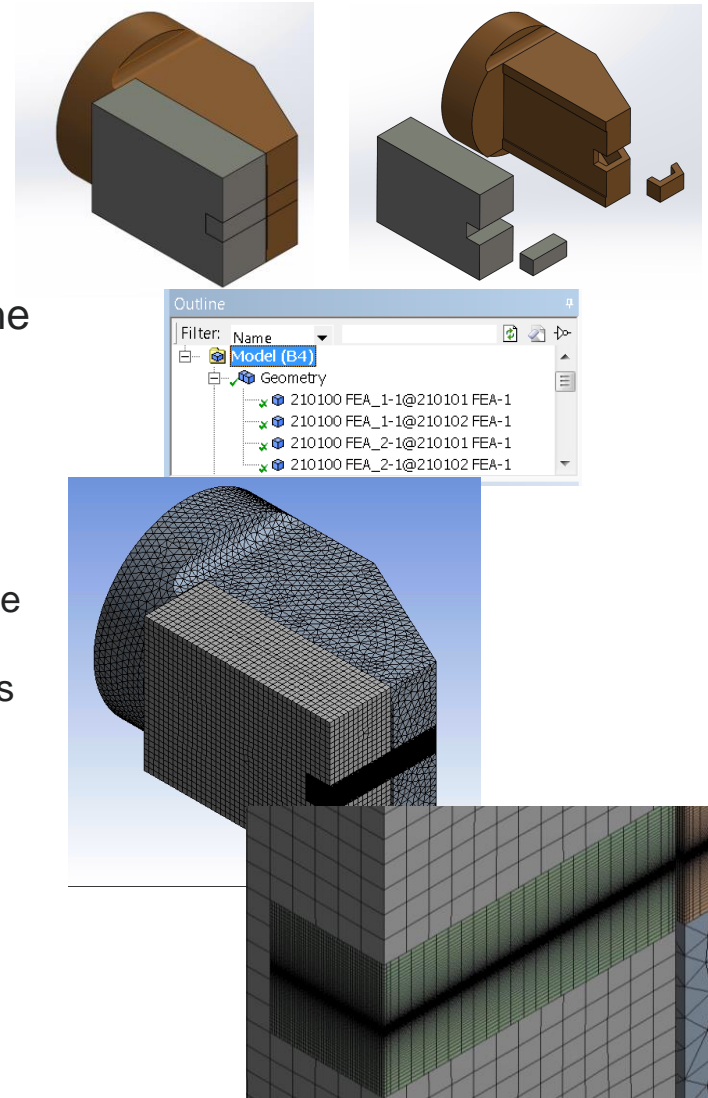 ne
Outline
Filter: Name
Model (B4)
Geometry
210100 FEA_1-1@210101 FEA-1
210100 FEA_1-1@210102 FEA-1
210100 FEA_2-1@210101 FEA-1
210100 FEA_2-1@210102 FEA-1
e
s